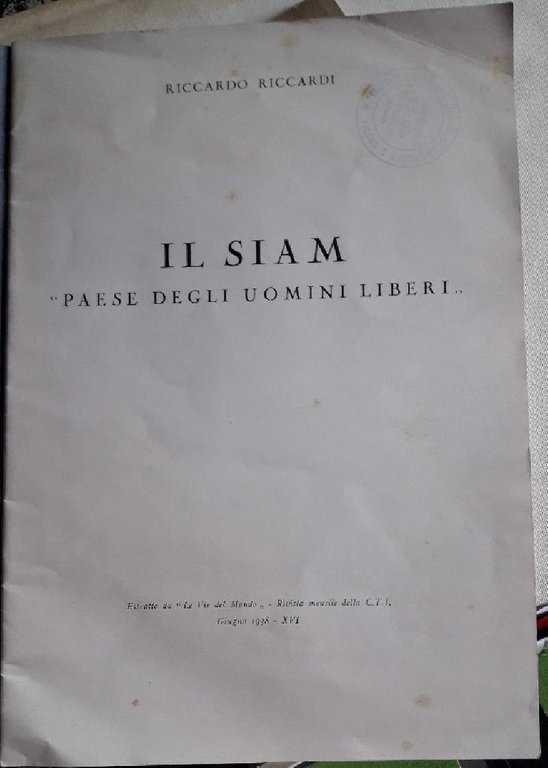 RICCARDO RICCARDI
IL SIAM
“PAESE DEGLI UOMINI LIBERI„
Estratto da “Le Vie del Mondo„ - Rivista mensile della C.T.I.
Giugno 1938 - XVI